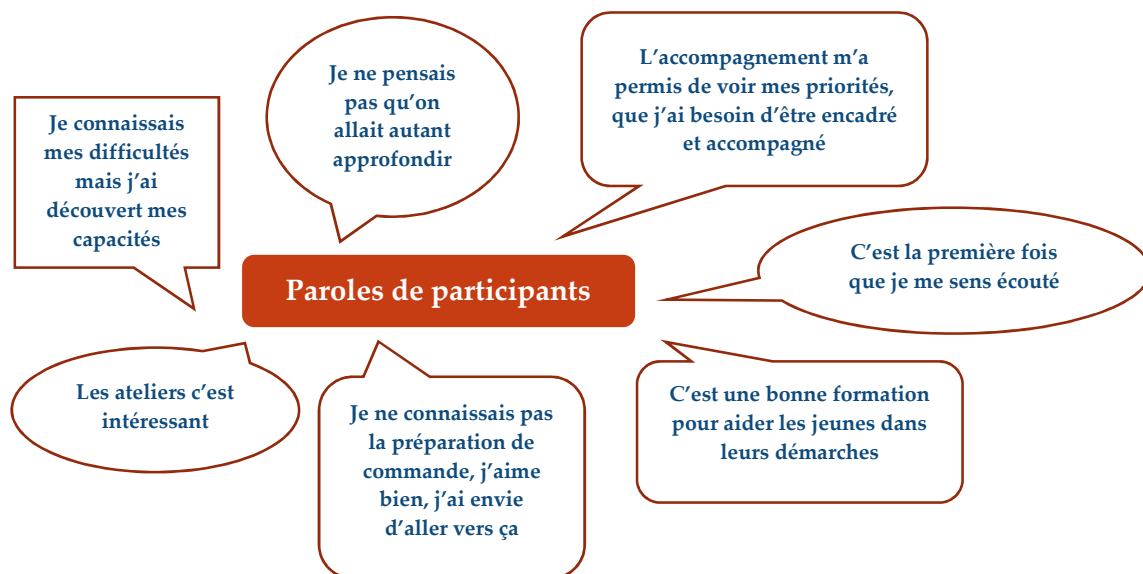 Je connaissais
mes difficultés
mais j’ai
découvert mes
capacités
Je ne pensais
pas qu’on
allait autant
approfondir
L’accompagnement m’a
permis de voir mes priorités,
que j’ai besoin d’être encadré
et accompagné
Paroles de participants
C’est la première fois
que je me sens écouté
Les ateliers c’est
intéressant
Je ne connaissais pas
la préparation de
commande, j’aime
bien, j’ai envie
d’aller vers ça
C’est une bonne formation
pour aider les jeunes dans
leurs démarches